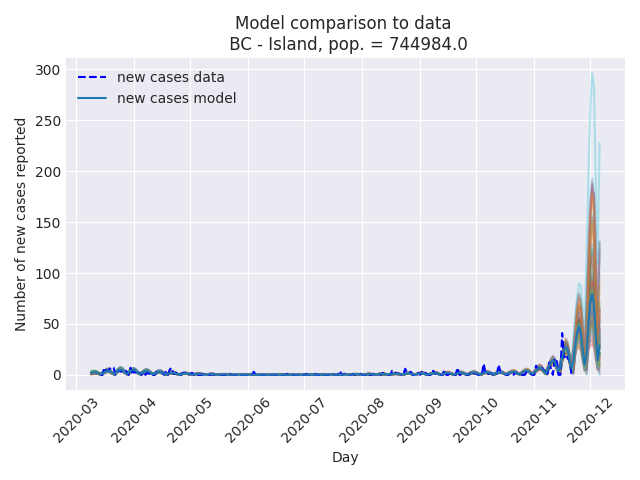 Model comparison to data
BC - Island, pop. = 744984.0
new cases data
new cases model
Number of new cases reported
300
250
200
150
100
50
0
2020-03
2020-04
2020-05
2020-06
2020-07
2020-08
2020-09
2020-10
2020-11
2020-12
Day